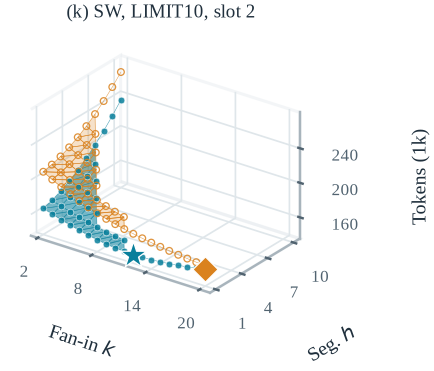 (k) SW, LIMIT10, slot 2
Tokens (1k)
240
200
160
10
7
4
1
2
8
14
20
Fan-in k
Seg. h